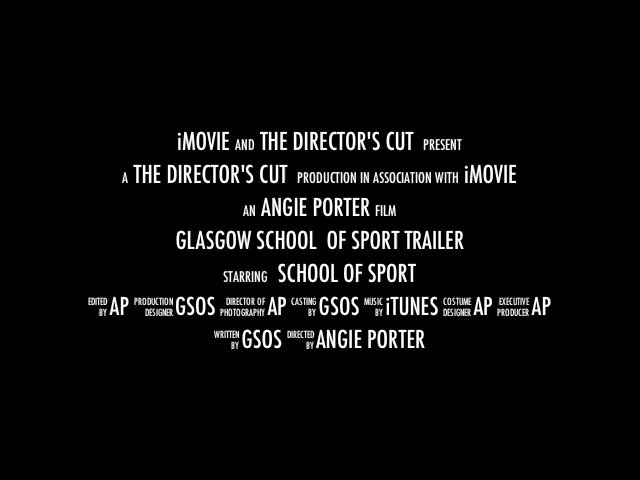 iMOVIE AND THE DIRECTOR'S CUT PRESENT
A THE DIRECTOR'S CUT PRODUCTION IN ASSOCIATION WITH iMOVIE
AN ANGIE PORTER FILM
GLASGOW SCHOOL OF SPORT TRAILER
STARRING SCHOOL OF SPORT
EDITED BY AP PRODUCTION DESIGNER GSOS DIRECTOR OF PHOTOGRAPHY AP CASTING BY GSOS MUSIC BY iTUNES COSTUME DESIGNER AP EXECUTIVE PRODUCER AP
WRITTEN BY GSOS DIRECTED BY ANGIE PORTER